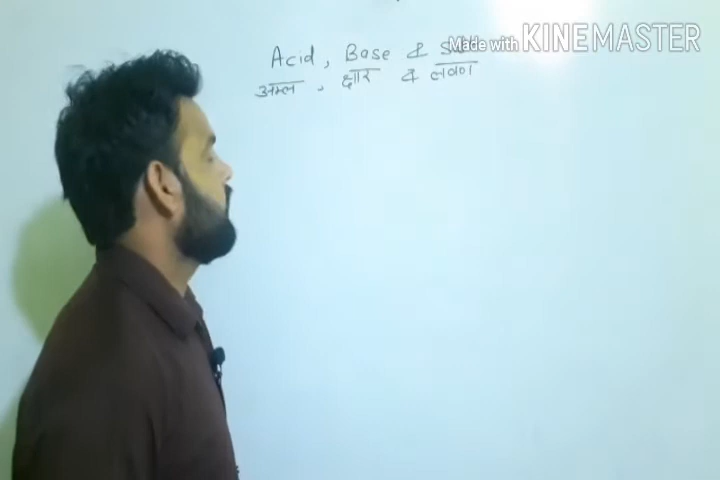 Acid, Base &
Made with KINEMASTER
अम्ल, क्षार व लवण